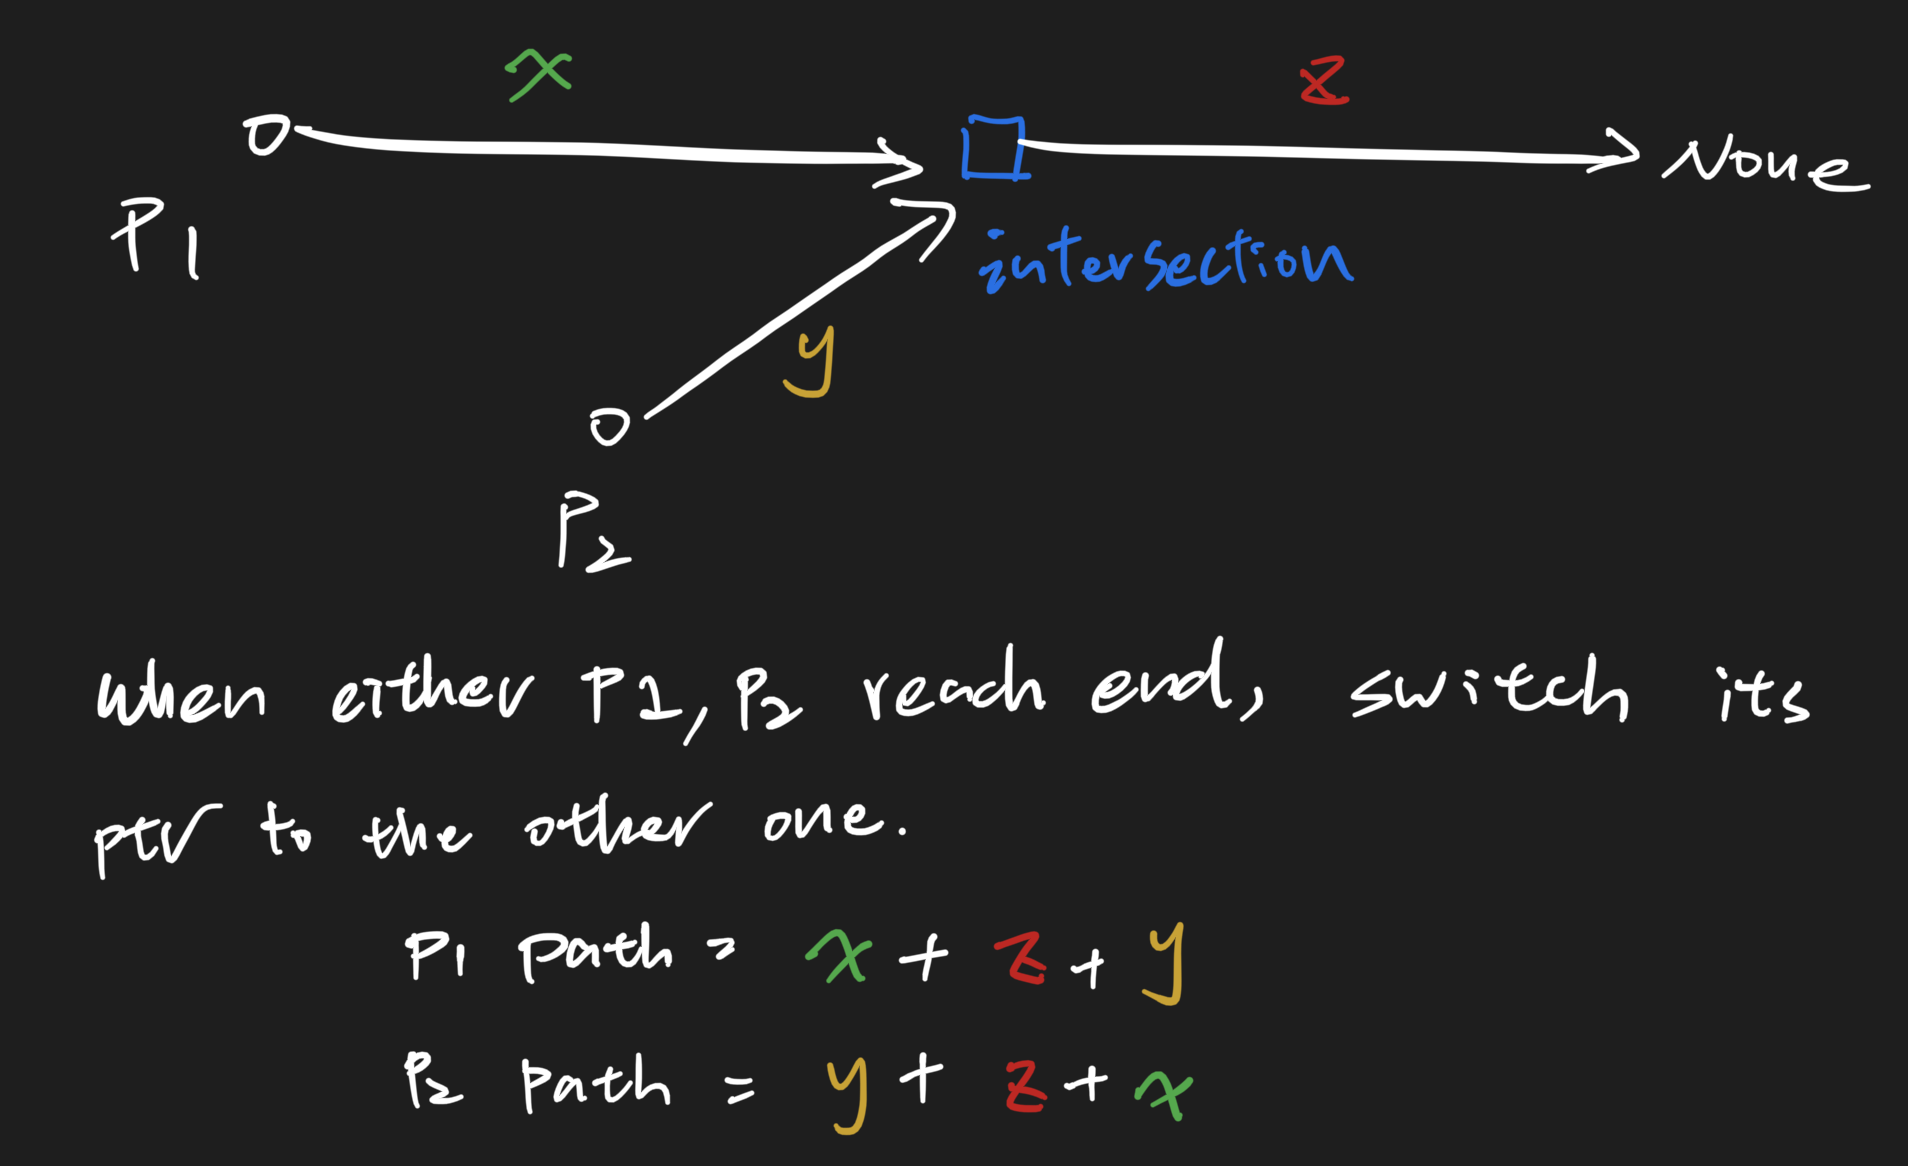 x
z
None
P1
intersection
y
P2
when either P1, P2 reach end, switch its
ptr to the other one.
P1 path = x + z + y
P2 path = y + z + x